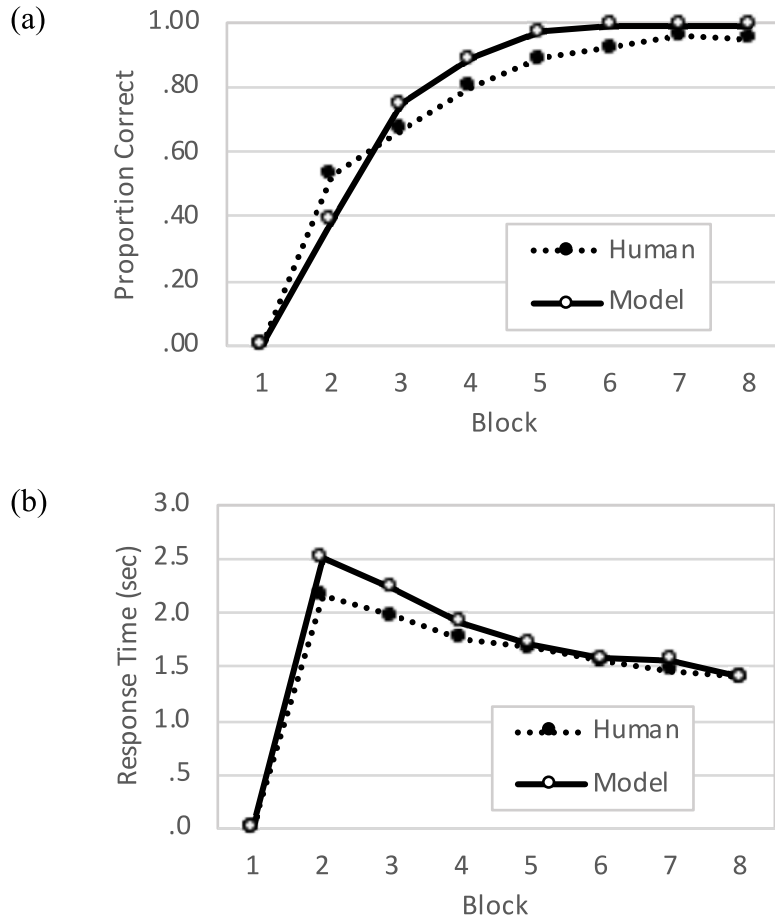 (a)
Proportion Correct
1.00
.80
.60
.40
.20
.00
Human
Model
1 2 3 4 5 6 7 8
Block
(b)
Response Time (sec)
3.0
2.5
2.0
1.5
1.0
.5
.0
Human
Model
1 2 3 4 5 6 7 8
Block